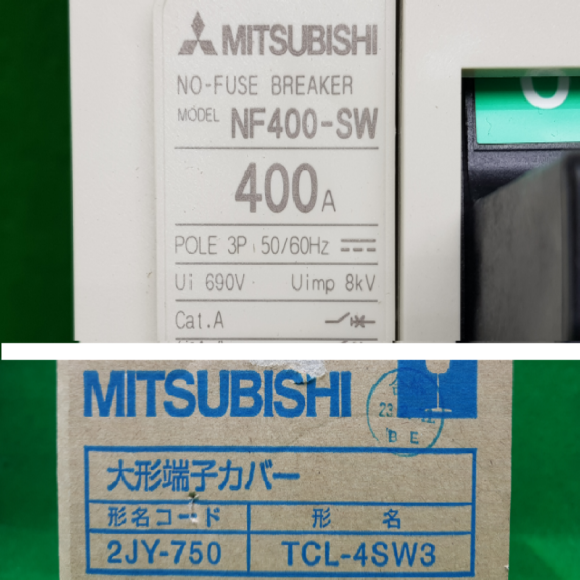 MITSUBISHI
NO-FUSE BREAKER
MODEL NF400-SW
400A
POLE 3P 50/60Hz
Ui 690V Uimp 8kV
Cat.A
MITSUBISHI
23
B E
大形端子カバー
形名コード 形 名
2JY-750 TCL-4SW3